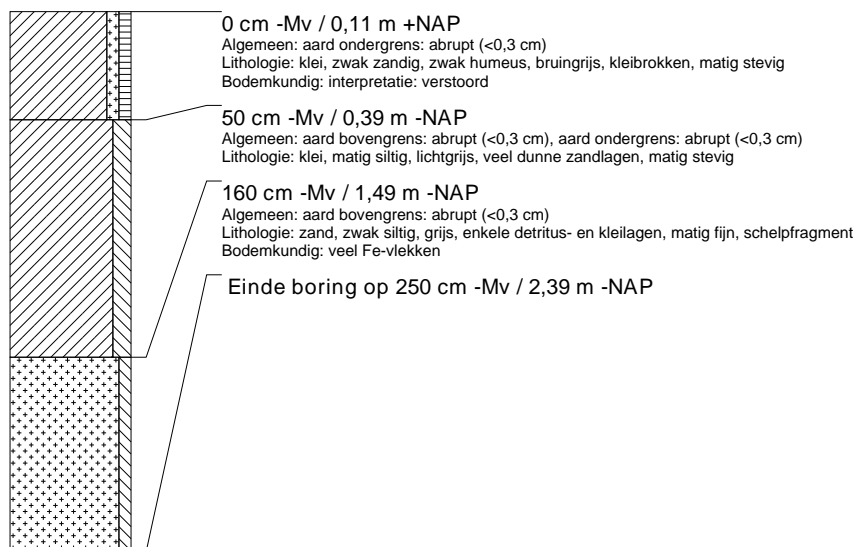 0 cm -Mv / 0,11 m +NAP
Algemeen: aard ondergrens: abrupt (<0,3 cm)
Lithologie: klei, zwak zandig, zwak humeus, bruingrijs, kleibrokken, matig stevig
Bodemkundig: interpretatie: verstoord
50 cm -Mv / 0,39 m -NAP
Algemeen: aard bovengrens: abrupt (<0,3 cm), aard ondergrens: abrupt (<0,3 cm)
Lithologie: klei, matig siltig, lichtgrijs, veel dunne zandlagen, matig stevig
160 cm -Mv / 1,49 m -NAP
Algemeen: aard bovengrens: abrupt (<0,3 cm)
Lithologie: zand, zwak siltig, grijs, enkele detritus- en kleilagen, matig fijn, schelpfragment
Bodemkundig: veel Fe-vlekken
Einde boring op 250 cm -Mv / 2,39 m -NAP